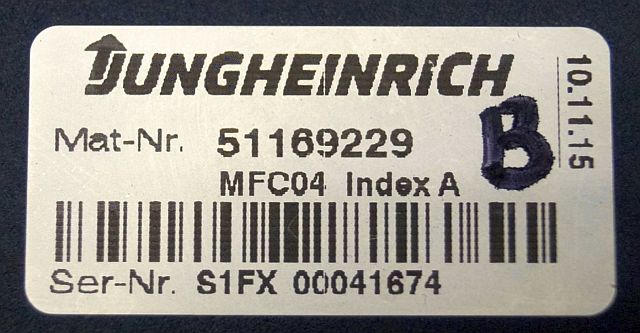 JUNGHEINRICH
Mat-Nr. 51169229
MFC04 Index A
B
10.11.15
Ser-Nr. S1FX 00041674